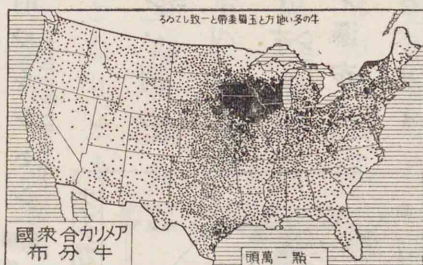 牛の多い地方と玉蜀黍帶と一致してゐる
アメリカ合衆國
牛分布
一點一萬頭